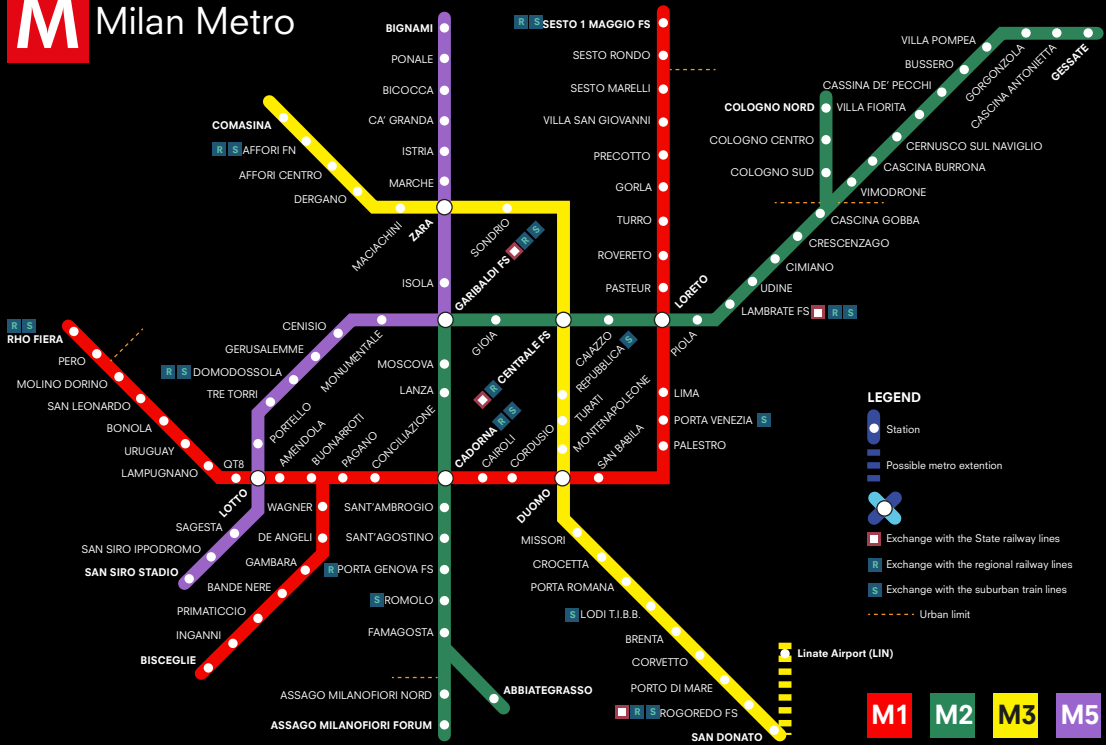 M
Milan Metro
BIGNAMI
PONALE
BICOCCA
CA' GRANDA
ISTRIA
MARCHE
ZARA
ISOLA
R S
SESTO 1 MAGGIO FS
SESTO RONDO
SESTO MARELLI
VILLA SAN GIOVANNI
PRECOTTO
GORLA
TURRO
ROVERETO
PASTEUR
LORETO
VILLA POMPEA
BUSSERO
CASSINA DE' PECCHI
VILLA FIORITA
GORGONZOLA
CASCINA ANTONIETTA
GESSATE
COLOGNO NORD
COLOGNO CENTRO
COLOGNO SUD
CERNUSCO SUL NAVIGLIO
CASCINA BURRONA
VIMODRONE
CASCINA GOBBA
CRESCENZAGO
CIMIANO
UDINE
LAMBRATE FS
R S
PIOLA
COMASINA
R S
AFFORI FN
AFFORI CENTRO
DERGANO
MACIACHINI
SONDRIO
GARIBALDI FS
R S
CENISIO
GERUSALEMME
R S
DOMODOSSOLA
TRE TORRI
MONUMENTALE
PORTELLO
MOSCOVA
LANZA
GIOIA
CENTRALE FS
R
CAIAZZO
REPUBBLICA
S
TURATI
MONTENAPOLEONE
LIMA
PORTA VENEZIA
S
PALESTRO
R S
RHO FIERA
PERO
MOLINO DORINO
SAN LEONARDO
BONOLA
URUGUAY
LAMPUGNANO
QT8
LOTTO
AMENDOLA
BUONARROTI
PAGANO
CONCILIAZIONE
CADORNA
R S
CAIROLI
CORDUSIO
DUOMO
SAN BABILA
WAGNER
DE ANGELI
GAMBARA
BANDE NERE
PRIMATICCIO
INGANNI
BISCEGLIE
SAGESTA
SAN SIRO IPPODROMO
SAN SIRO STADIO
SANT'AMBROGIO
SANT'AGOSTINO
R
PORTA GENOVA FS
S
ROMOLO
FAMAGOSTA
ASSAGO MILANOFIORI NORD
ASSAGO MILANOFIORI FORUM
ABBIATEGRASSO
MISSORI
CROCETTA
PORTA ROMANA
S
LODI T.I.B.B.
BRENTA
CORVETTO
PORTO DI MARE
R S
ROGOREDO FS
SAN DONATO
Linate Airport (LIN)
LEGEND
Station
Possible metro extention
Exchange with the State railway lines
R
Exchange with the regional railway lines
S
Exchange with the suburban train lines
Urban limit
M1 M2 M3 M5